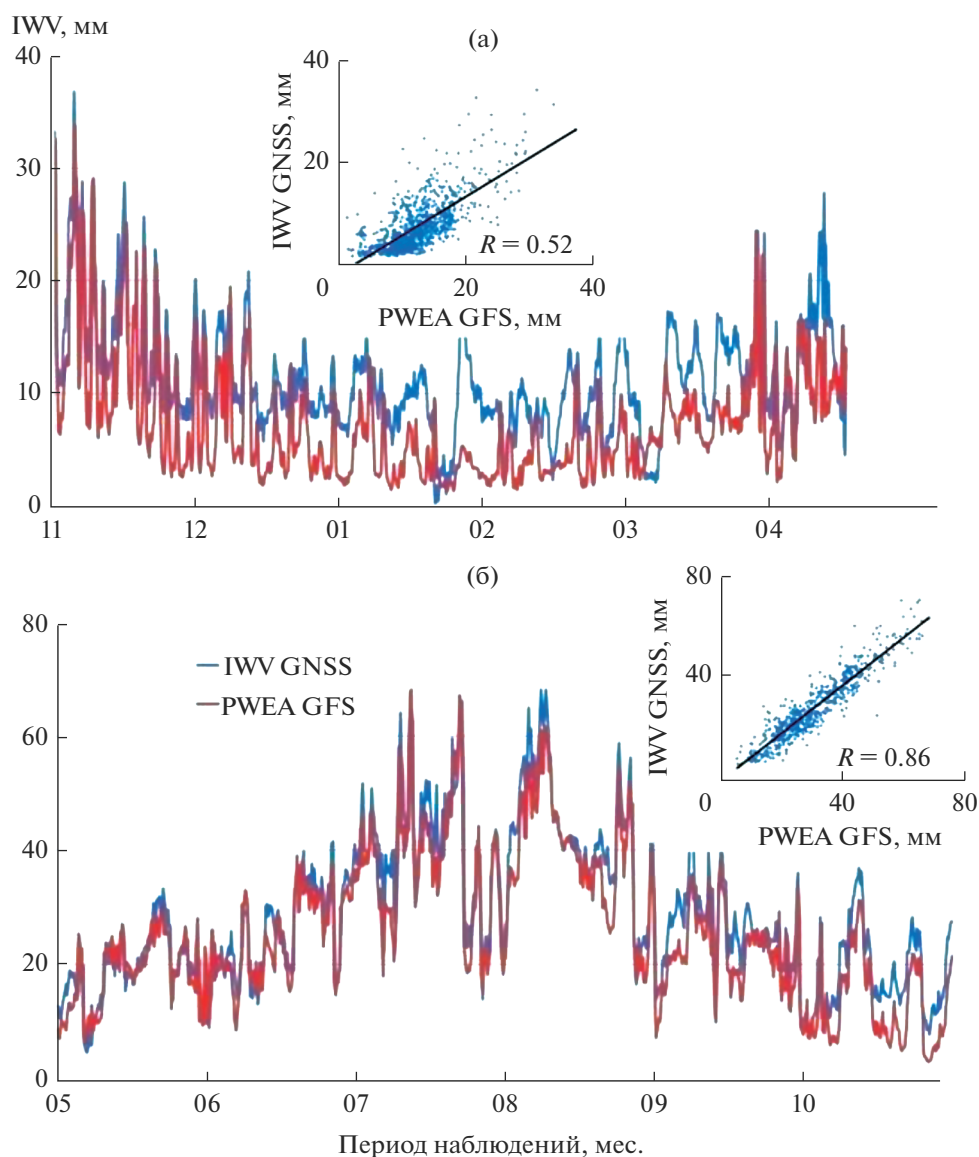 IWV, мм
(а)
40
30
20
10
0
11
12
01
02
03
04
IWV GNSS, мм
40
20
0
20
40
R = 0.52
PWEA GFS, мм
(б)
80
60
40
20
0
IWV GNSS
PWEA GFS
IWV GNSS, мм
80
40
0
40
80
R = 0.86
PWEA GFS, мм
05
06
07
08
09
10
Период наблюдений, мес.